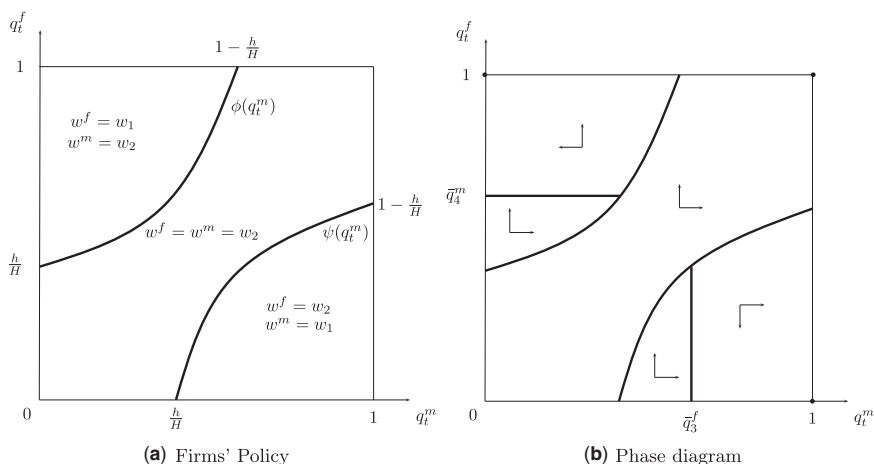 q_t^f
1 − h/H
1
ϕ(q_t^m)
w^f = w_1
w^m = w_2
1 − h/H
w^f = w^m = w_2
ψ(q_t^m)
h/H
w^f = w_2
w^m = w_1
0
h/H
1
q_t^m
(a) Firms' Policy
q_t^f
1
q̄_4^m
0
q̄_3^f
1
q_t^m
(b) Phase diagram